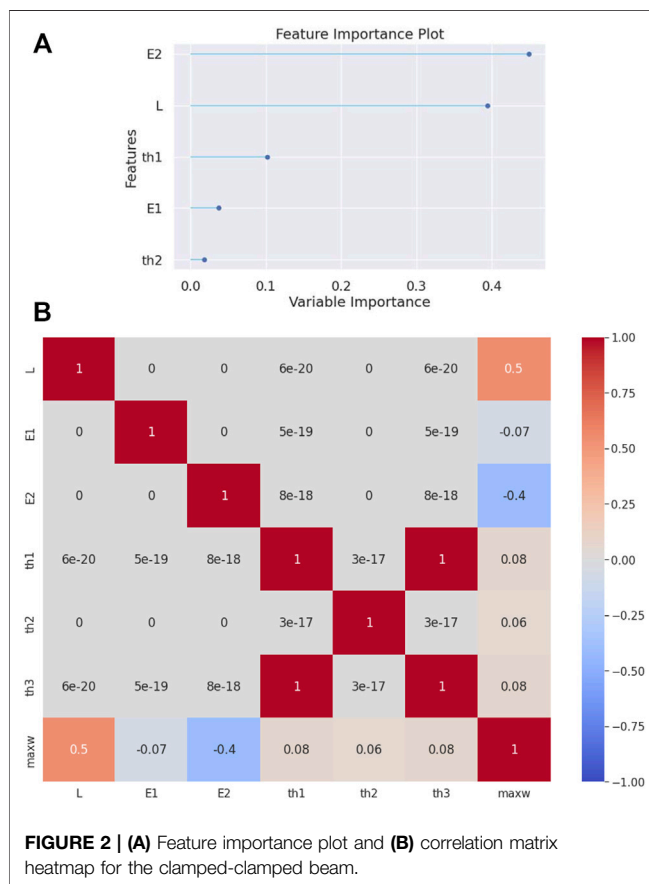 A
Feature Importance Plot
E2
L
th1
E1
th2
Features
0.0 0.1 0.2 0.3 0.4
Variable Importance
B
L 1 0 0 6e-20 0 6e-20 0.5
E1 0 1 0 5e-19 0 5e-19 -0.07
E2 0 0 1 8e-18 0 8e-18 -0.4
th1 6e-20 5e-19 8e-18 1 3e-17 1 0.08
th2 0 0 0 3e-17 1 3e-17 0.06
th3 6e-20 5e-19 8e-18 1 3e-17 1 0.08
maxw 0.5 -0.07 -0.4 0.08 0.06 0.08 1
L E1 E2 th1 th2 th3 maxw
1.00
0.75
0.50
0.25
0.00
−0.25
−0.50
−0.75
−1.00
FIGURE 2 | (A) Feature importance plot and (B) correlation matrix
heatmap for the clamped-clamped beam.